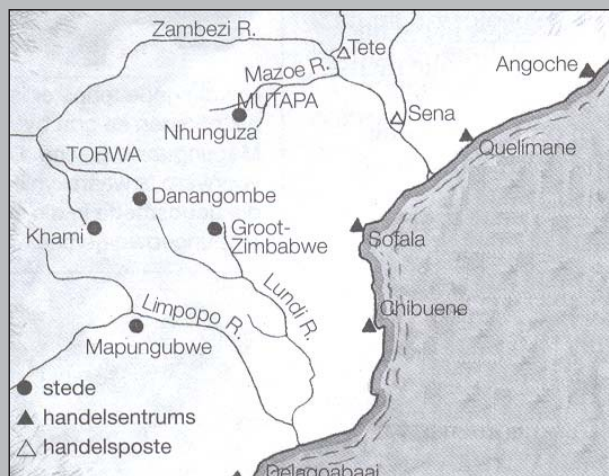 Zambezi R.
Tete
Angoche
Mazoe R.
MUTAPA
Nhunguza
Sena
Quelimane
TORWA
Danangombe
Khami
Groot-
Zimbabwe
Sofala
Lundi R.
Chibuene
Limpopo R.
Mapungubwe
stede
handelsentrums
handelsposte
Delagoabaai